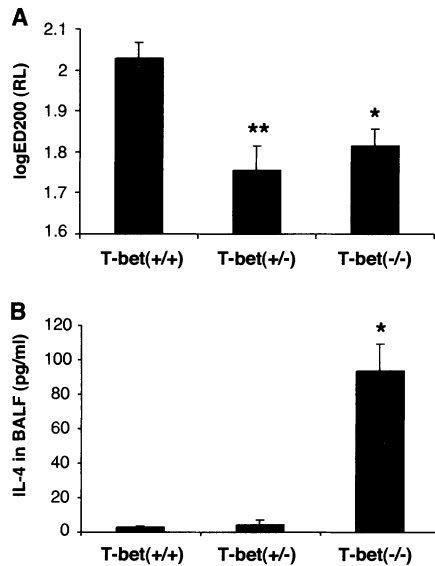 A
logED200 (RL)
2.1
2
1.9
1.8
1.7
1.6
**
*
T-bet(+/+) T-bet(+/-) T-bet(-/-)
B
IL-4 in BALF (pg/ml)
120
100
80
60
40
20
0
*
T-bet(+/+) T-bet(+/-) T-bet(-/-)